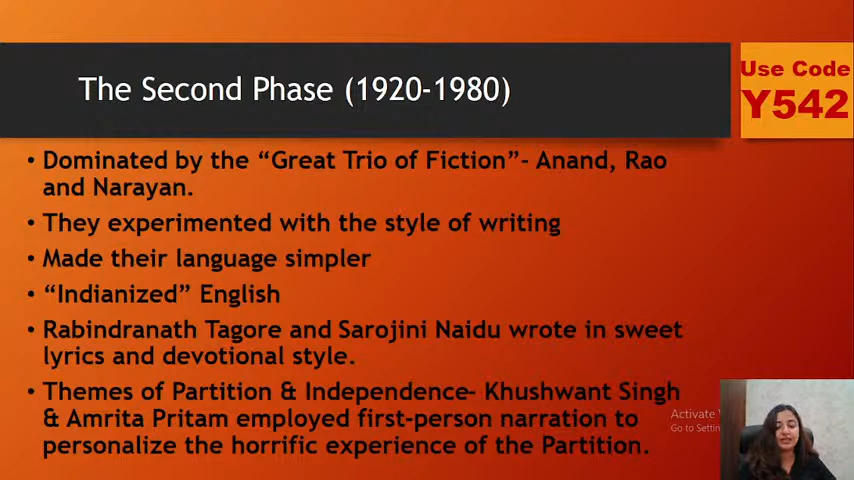 The Second Phase (1920-1980)
Use Code
Y542
• Dominated by the “Great Trio of Fiction”- Anand, Rao
and Narayan.
• They experimented with the style of writing
• Made their language simpler
• “Indianized” English
• Rabindranath Tagore and Sarojini Naidu wrote in sweet
lyrics and devotional style.
• Themes of Partition & Independence- Khushwant Singh
& Amrita Pritam employed first-person narration to
personalize the horrific experience of the Partition.
Activate
Go to